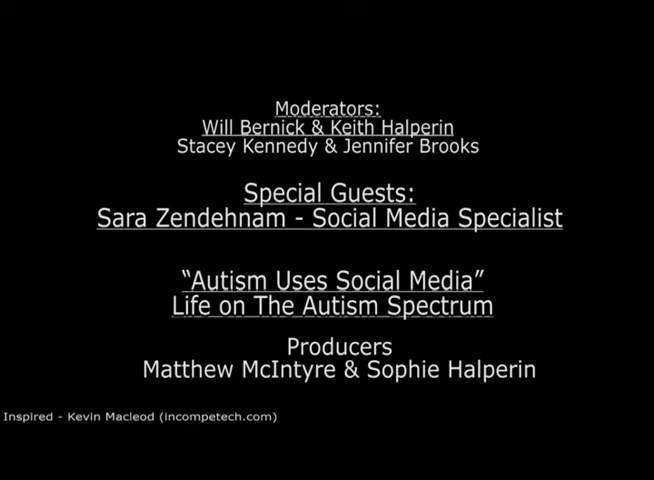 Moderators:
Will Bernick & Keith Halperin
Stacey Kennedy & Jennifer Brooks
Special Guests:
Sara Zendehnam - Social Media Specialist
“Autism Uses Social Media”
Life on The Autism Spectrum
Producers
Matthew McIntyre & Sophie Halperin
Inspired - Kevin Macleod (incompetech.com)